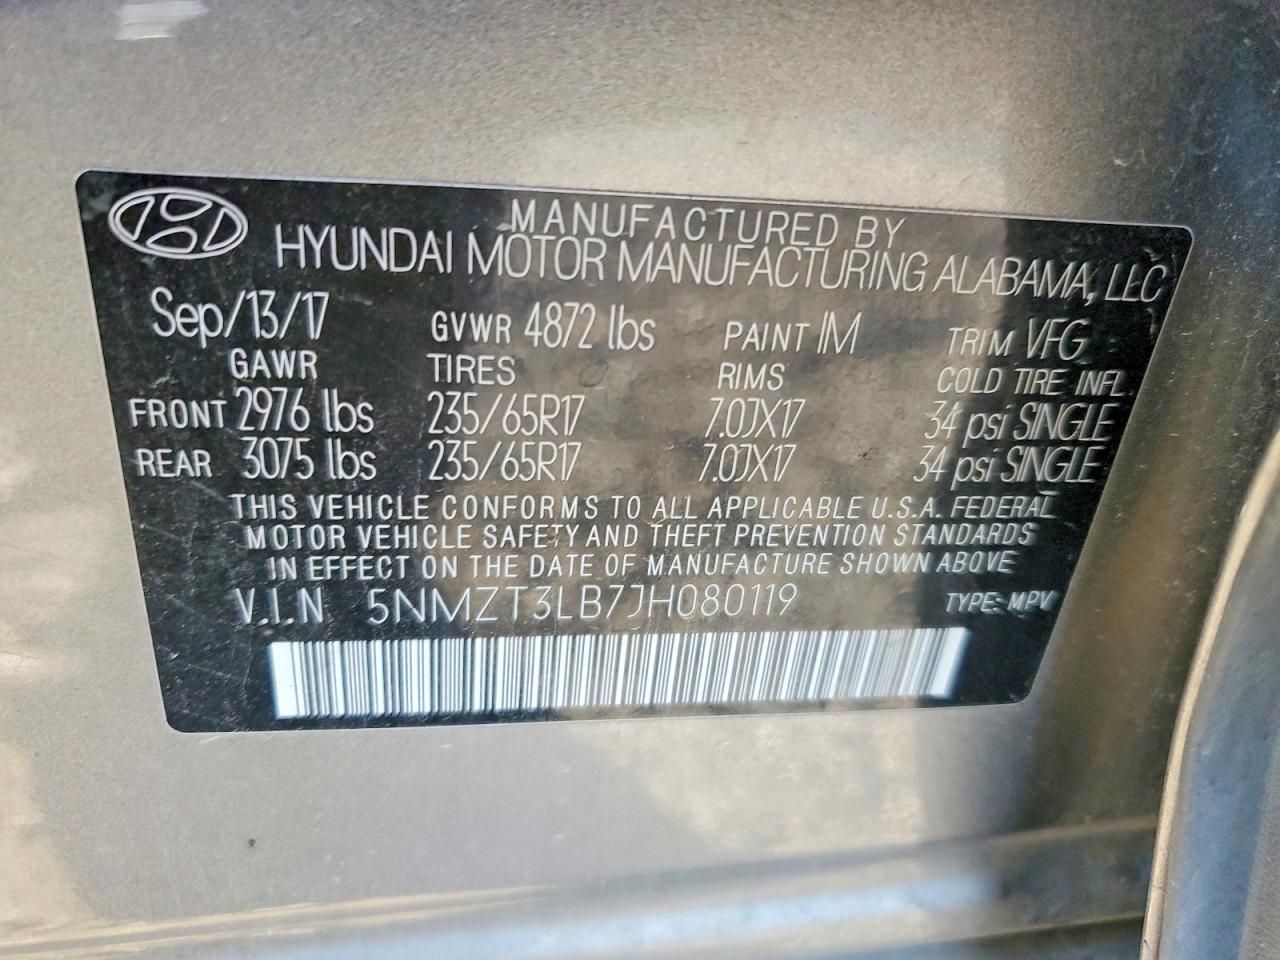 MANUFACTURED BY
HYUNDAI MOTOR MANUFACTURING ALABAMA, LLC
Sep/13/17 GVWR 4872 lbs PAINT IM TRIM VFG
GAWR TIRES RIMS COLD TIRE INFL
FRONT 2976 lbs 235/65R17 7.0JX17 34 psi SINGLE
REAR 3075 lbs 235/65R17 7.0JX17 34 psi SINGLE
THIS VEHICLE CONFORMS TO ALL APPLICABLE U.S.A. FEDERAL
MOTOR VEHICLE SAFETY AND THEFT PREVENTION STANDARDS
IN EFFECT ON THE DATE OF MANUFACTURE SHOWN ABOVE
V.I.N 5NMZT3LB7JH080119 TYPE: MPV